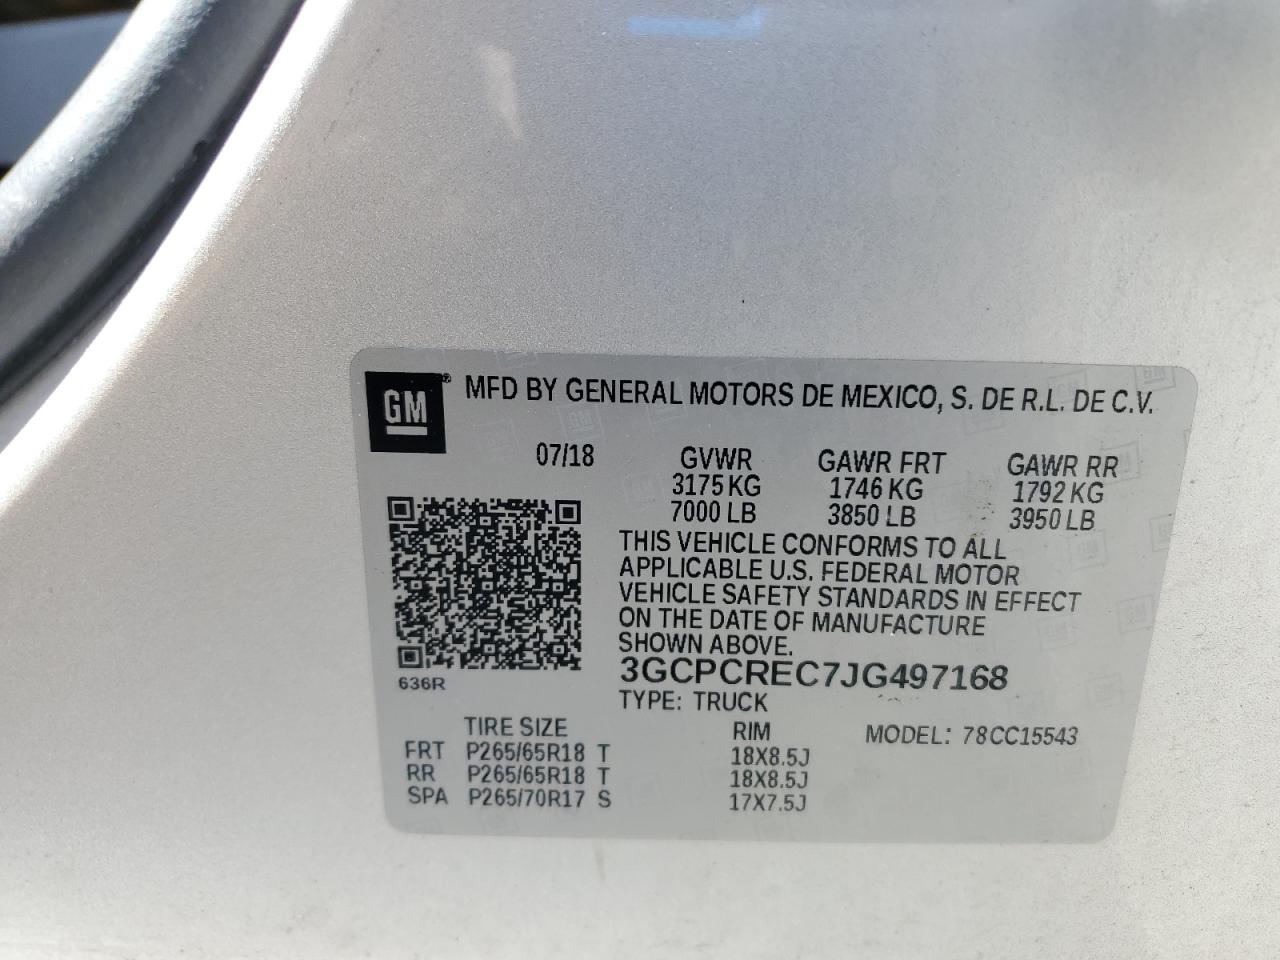 GM® MFD BY GENERAL MOTORS DE MEXICO, S. DE R.L. DE C.V.
07/18 GVWR GAWR FRT GAWR RR
3175 KG 1746 KG 1792 KG
7000 LB 3850 LB 3950 LB
THIS VEHICLE CONFORMS TO ALL
APPLICABLE U.S. FEDERAL MOTOR
VEHICLE SAFETY STANDARDS IN EFFECT
ON THE DATE OF MANUFACTURE
SHOWN ABOVE.
3GCPCREC7JG497168
636R
TYPE: TRUCK
TIRE SIZE RIM MODEL: 78CC15543
FRT P265/65R18 T 18X8.5J
RR P265/65R18 T 18X8.5J
SPA P265/70R17 S 17X7.5J